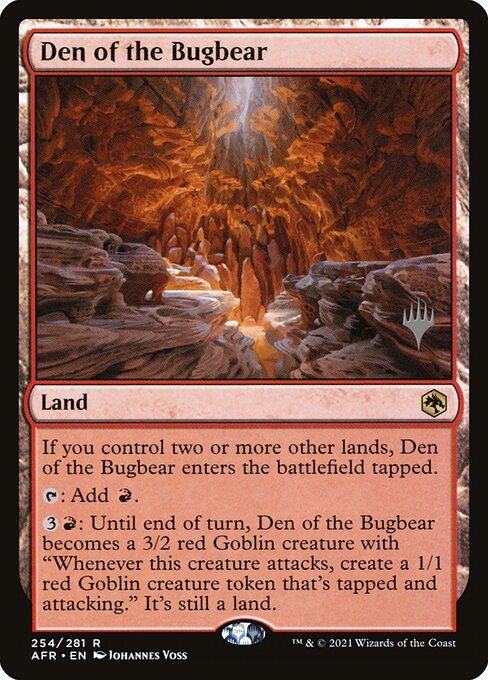 Den of the Bugbear
Land
If you control two or more other lands, Den
of the Bugbear enters the battlefield tapped.
: Add .
3 : Until end of turn, Den of the Bugbear
becomes a 3/2 red Goblin creature with
“Whenever this creature attacks, create a 1/1
red Goblin creature token that’s tapped and
attacking.” It’s still a land.
254/281 R
™ & © 2021 Wizards of the Coast
AFR • EN Johannes Voss